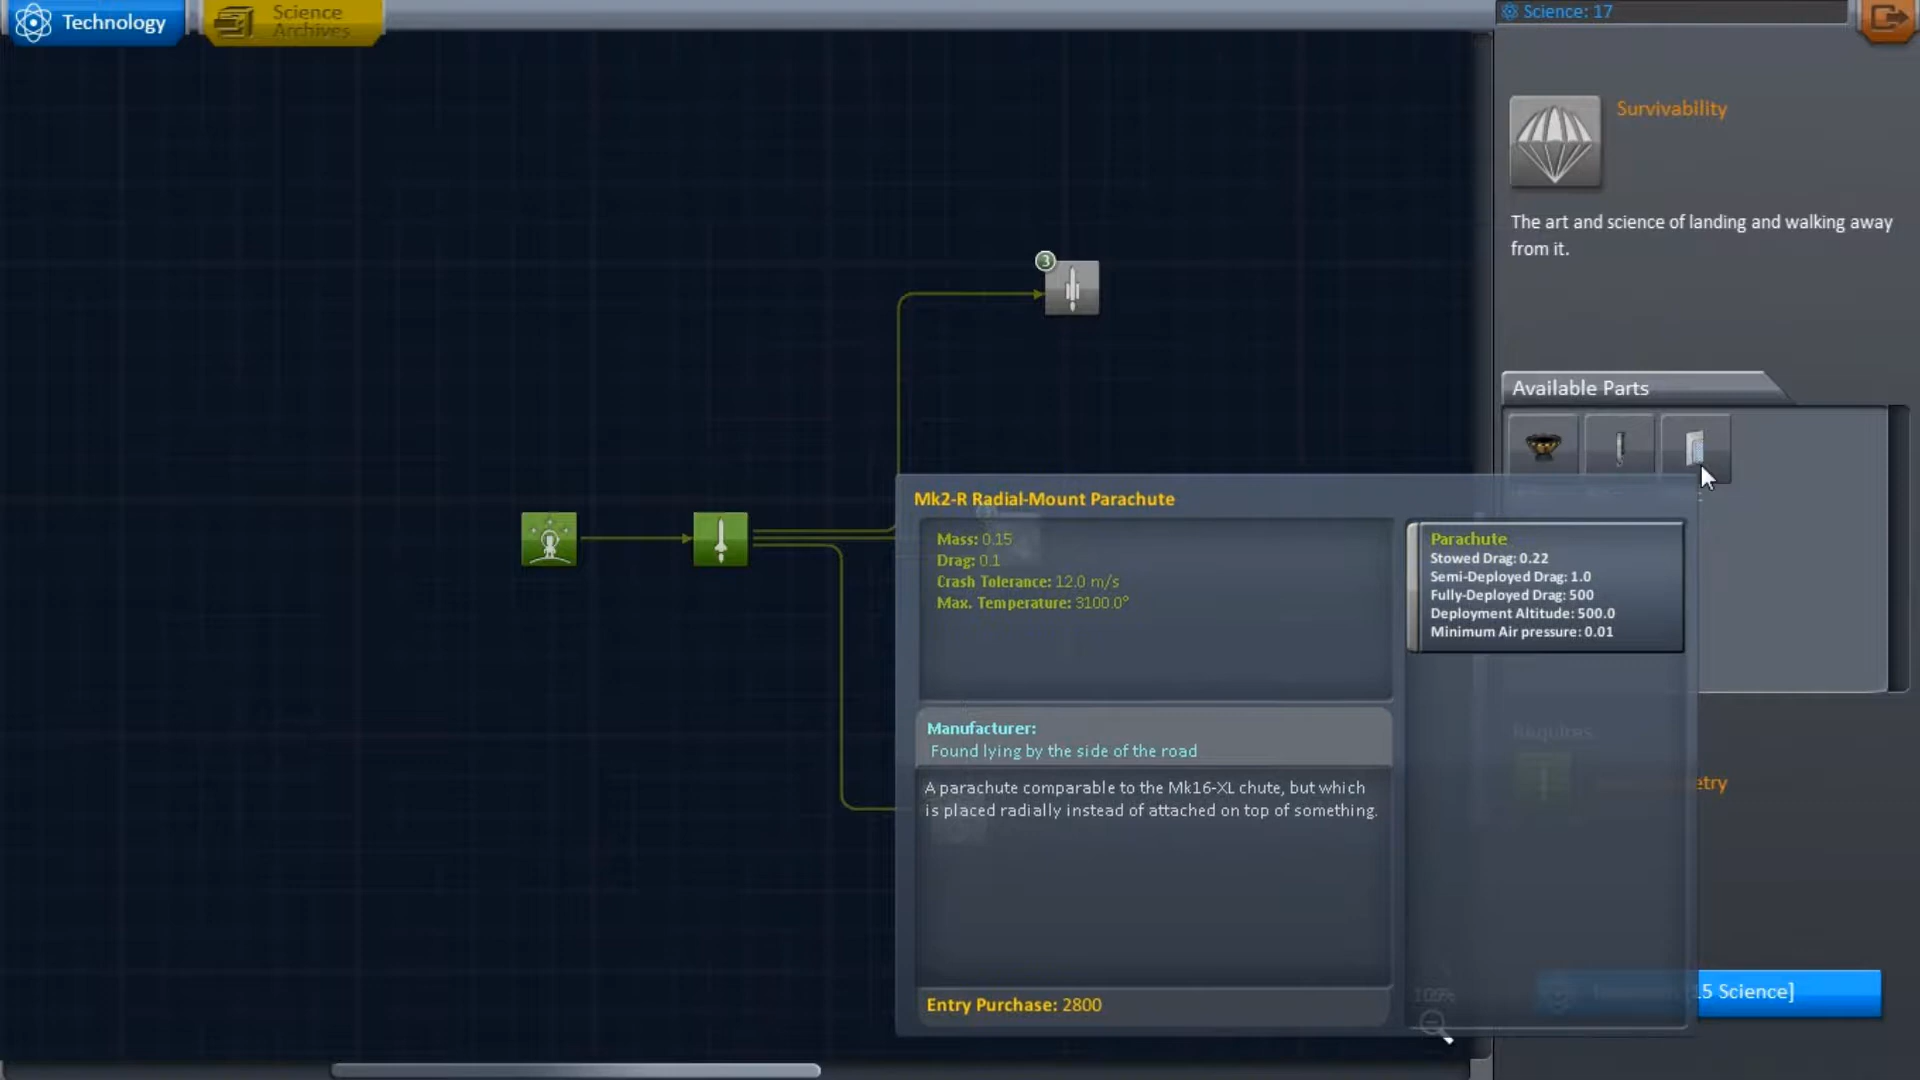 Technology
Science
Archives
Science: 17
Survivability
The art and science of landing and walking away
from it.
3
Available Parts
Mk2-R Radial-Mount Parachute
Mass: 0.15
Drag: 0.1
Crash Tolerance: 12.0 m/s
Max. Temperature: 3100.0°
Parachute
Stowed Drag: 0.22
Semi-Deployed Drag: 1.0
Fully-Deployed Drag: 500
Deployment Altitude: 500.0
Minimum Air pressure: 0.01
Manufacturer:
Found lying by the side of the road
Requires
etry
A parachute comparable to the Mk16-XL chute, but which
is placed radially instead of attached on top of something.
Entry Purchase: 2800
100%
5 Science]